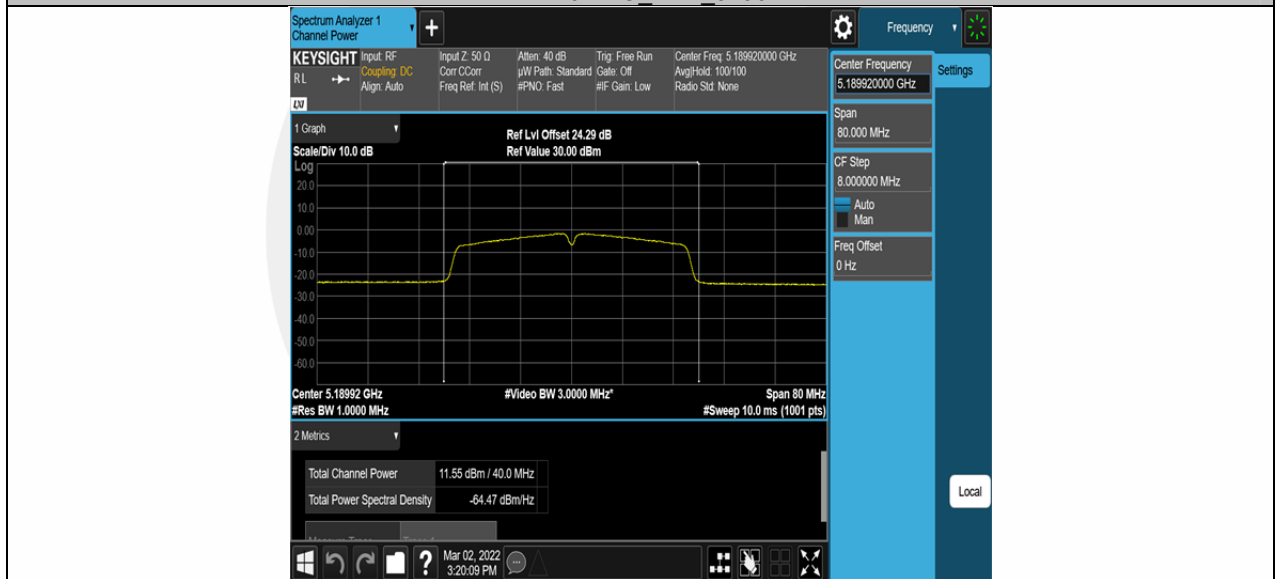 Spectrum Analyzer 1
Channel Power
+
Frequency
KEYSIGHT
RL
LXI
Input: RF
Coupling: DC
Align: Auto
Input Z: 50 Ω
Corr CCorr
Freq Ref: Int (S)
Atten: 40 dB
µW Path: Standard
#PNO: Fast
Trig: Free Run
Gate: Off
#IF Gain: Low
Center Freq: 5.189920000 GHz
Avg|Hold: 100/100
Radio Std: None
Center Frequency
5.189920000 GHz
Settings
Span
80.000 MHz
CF Step
8.000000 MHz
Auto
Man
Freq Offset
0 Hz
Local
1 Graph
Scale/Div 10.0 dB
Ref Lvl Offset 24.29 dB
Ref Value 30.00 dBm
Log
20.0
10.0
0.00
-10.0
-20.0
-30.0
-40.0
-50.0
-60.0
Center 5.18992 GHz
#Video BW 3.0000 MHz*
Span 80 MHz
#Res BW 1.0000 MHz
#Sweep 10.0 ms (1001 pts)
2 Metrics
Total Channel Power 11.55 dBm / 40.0 MHz
Total Power Spectral Density -64.47 dBm/Hz
?
Mar 02, 2022
3:20:09 PM